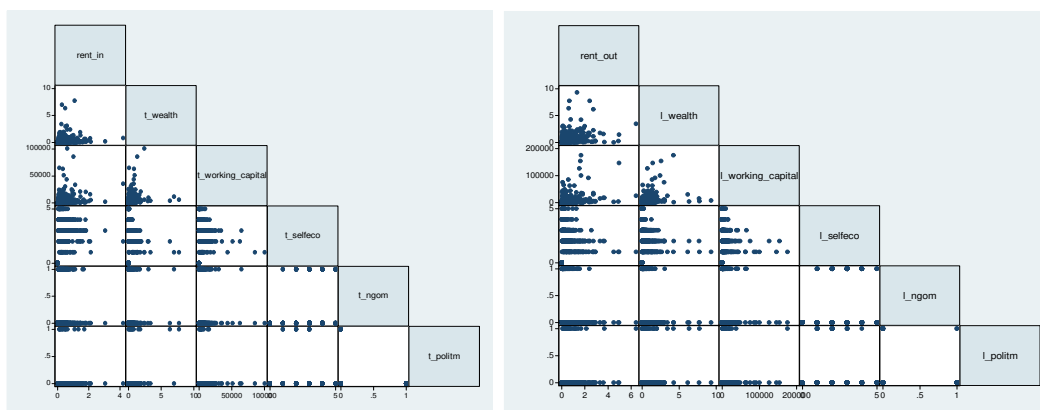 rent_in
10
5
t_wealth
0
100000
50000
t_working_capital
0
5
t_selfeco
0
1
.5
t_ngom
0
1
.5
t_politm
0
0 2 4 0 5 10 0 50000 100000 0 5 0 .5 1
rent_out
10
5
l_wealth
0
200000
100000
l_working_capital
0
5
l_selfeco
0
1
.5
l_ngom
0
1
.5
l_politm
0
0 2 4 6 0 5 10 0 100000 200000 0 5 0 .5 1